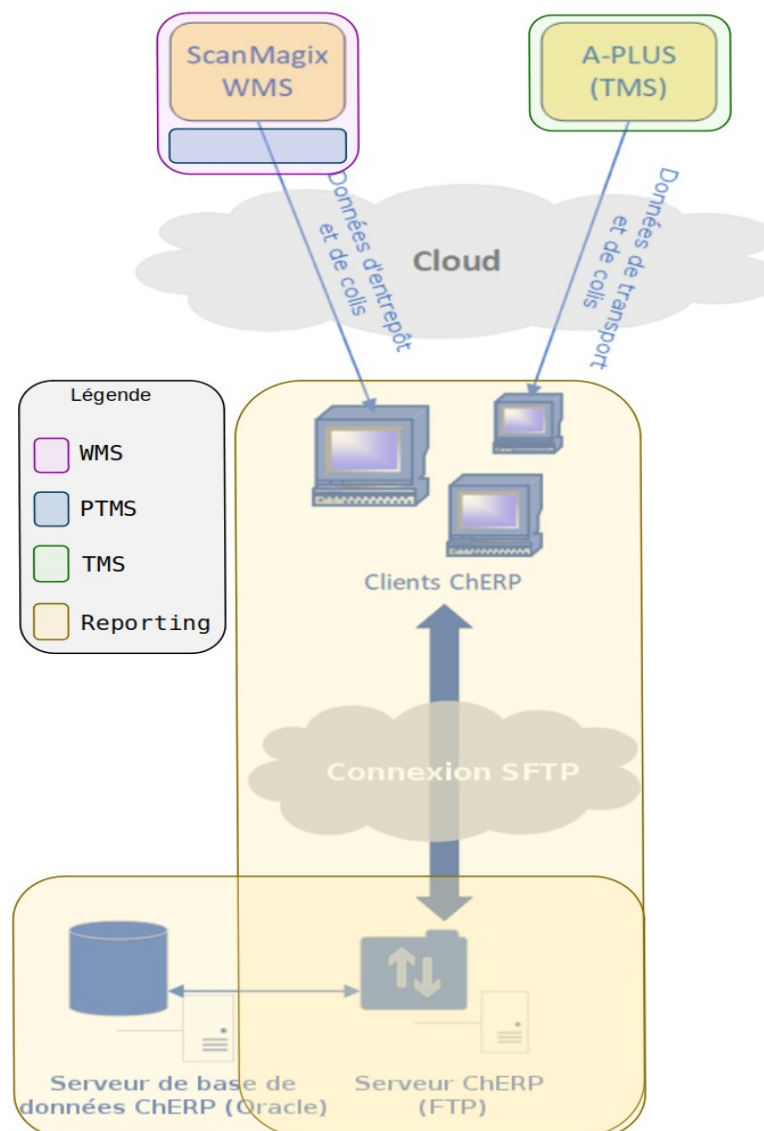 ScanMagix
WMS
A-PLUS
(TMS)
Données d'entrepôt
et de colis
Données de transport
et de colis
Cloud
Légende
WMS
PTMS
TMS
Reporting
Clients ChERP
Connexion SFTP
Serveur de base de
données ChERP (Oracle)
Serveur ChERP
(FTP)